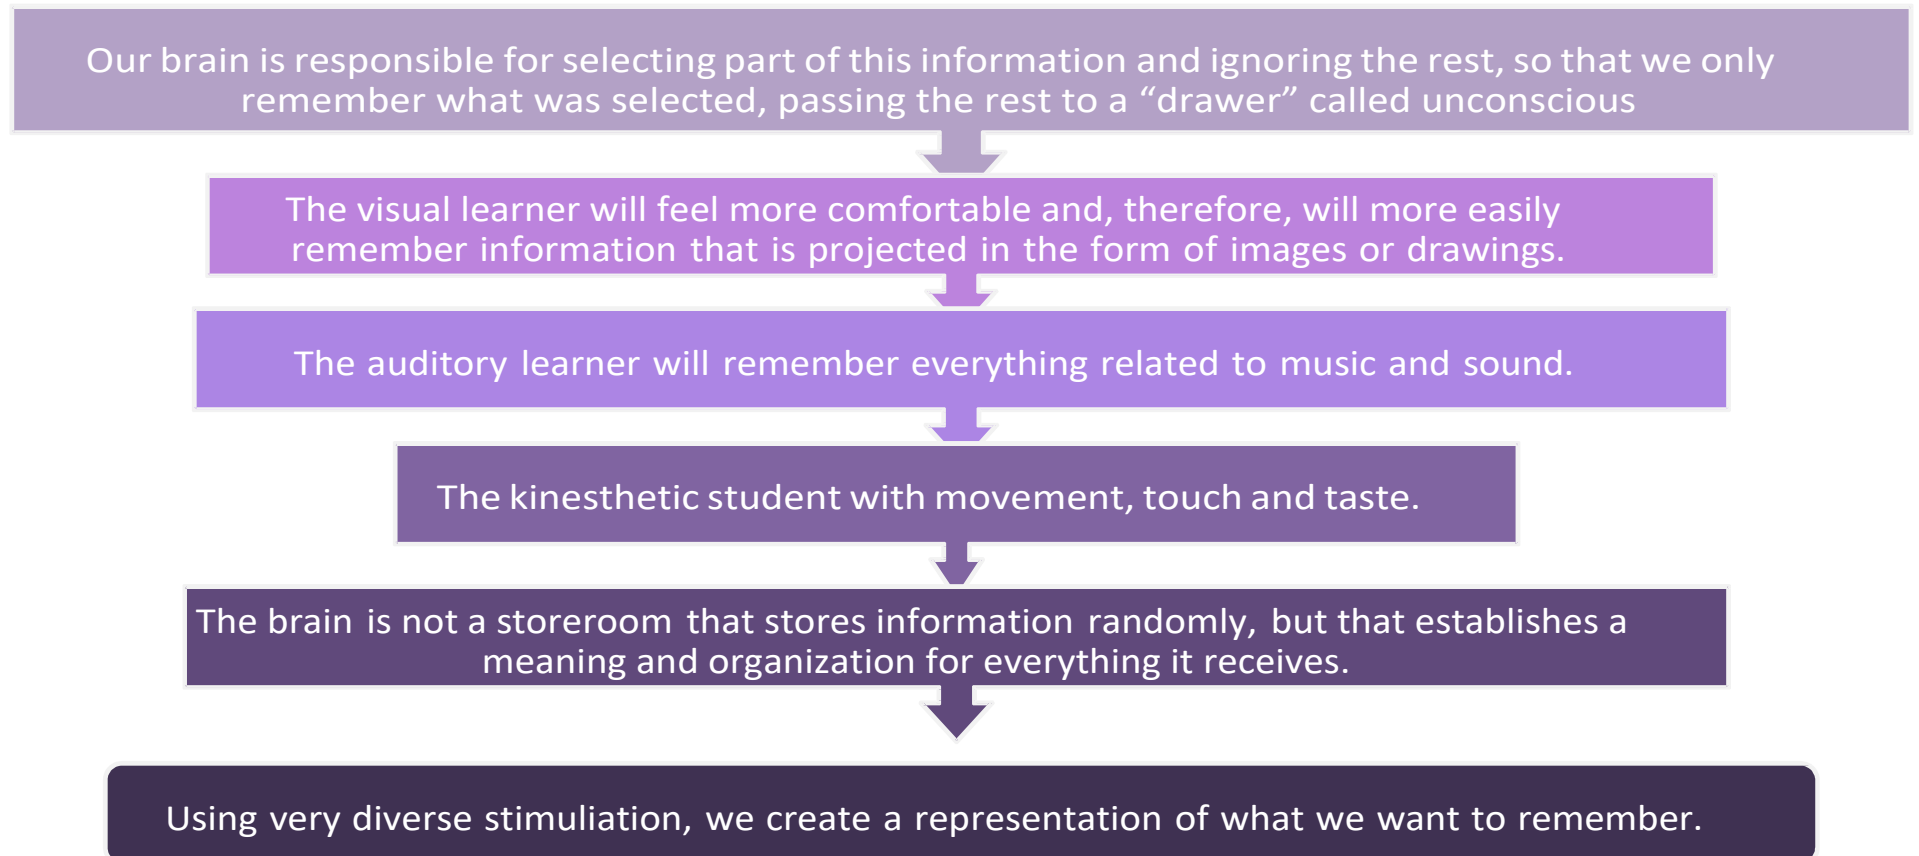 Our brain is responsible for selecting part of this information and ignoring the rest, so that we only
remember what was selected, passing the rest to a “drawer” called unconscious
The visual learner will feel more comfortable and, therefore, will more easily
remember information that is projected in the form of images or drawings.
The auditory learner will remember everything related to music and sound.
The kinesthetic student with movement, touch and taste.
The brain is not a storeroom that stores information randomly, but that establishes a
meaning and organization for everything it receives.
Using very diverse stimuliation, we create a representation of what we want to remember.